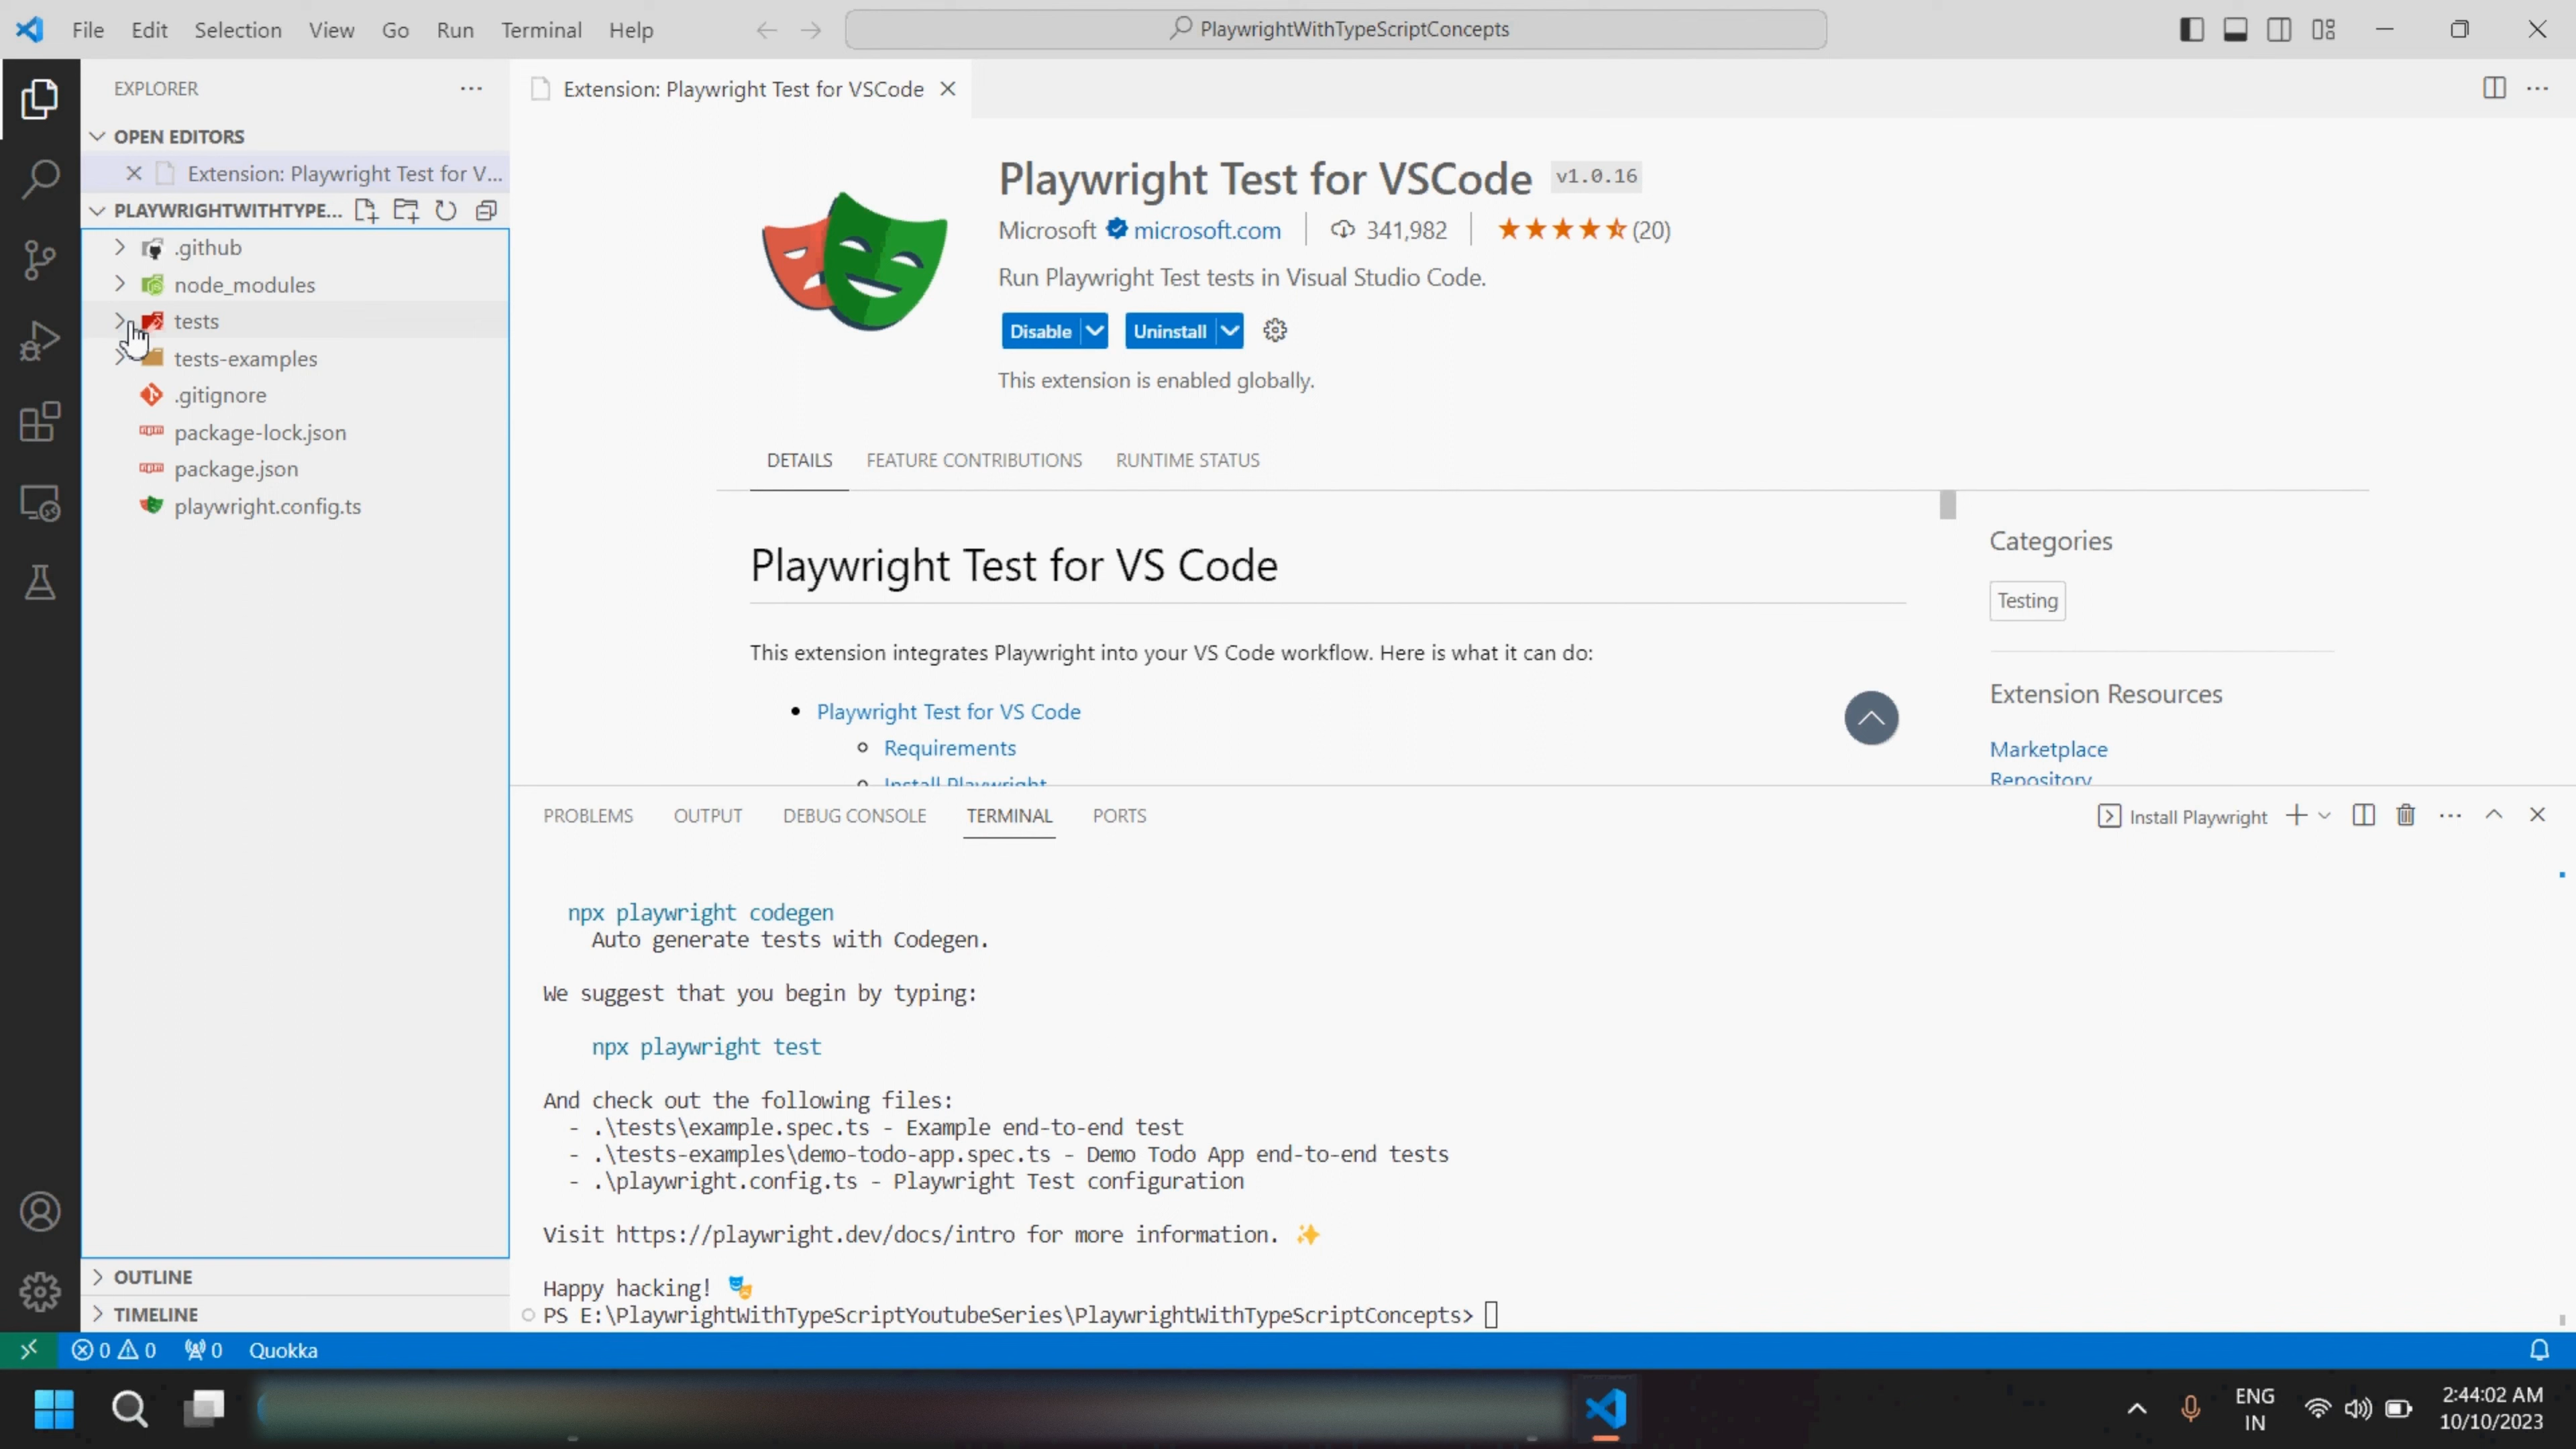 File Edit Selection View Go Run Terminal Help
PlaywrightWithTypeScriptConcepts
EXPLORER
OPEN EDITORS
Extension: Playwright Test for V...
PLAYWRIGHTWITHTYPE...
.github
node_modules
tests
tests-examples
.gitignore
package-lock.json
package.json
playwright.config.ts
OUTLINE
TIMELINE
Extension: Playwright Test for VSCode
Playwright Test for VSCode v1.0.16
Microsoft microsoft.com 341,982 (20)
Run Playwright Test tests in Visual Studio Code.
Disable Uninstall
This extension is enabled globally.
DETAILS FEATURE CONTRIBUTIONS RUNTIME STATUS
Playwright Test for VS Code
This extension integrates Playwright into your VS Code workflow. Here is what it can do:
Playwright Test for VS Code
Requirements
Install Playwright
Categories
Testing
Extension Resources
Marketplace
Repository
PROBLEMS OUTPUT DEBUG CONSOLE TERMINAL PORTS
Install Playwright
npx playwright codegen
Auto generate tests with Codegen.
We suggest that you begin by typing:
npx playwright test
And check out the following files:
- .\tests\example.spec.ts - Example end-to-end test
- .\tests-examples\demo-todo-app.spec.ts - Demo Todo App end-to-end tests
- .\playwright.config.ts - Playwright Test configuration
Visit https://playwright.dev/docs/intro for more information. ✨
Happy hacking! 🎭
PS E:\PlaywrightWithTypeScriptYoutubeSeries\PlaywrightWithTypeScriptConcepts>
0 0 0 Quokka
ENG
IN
2:44:02 AM
10/10/2023